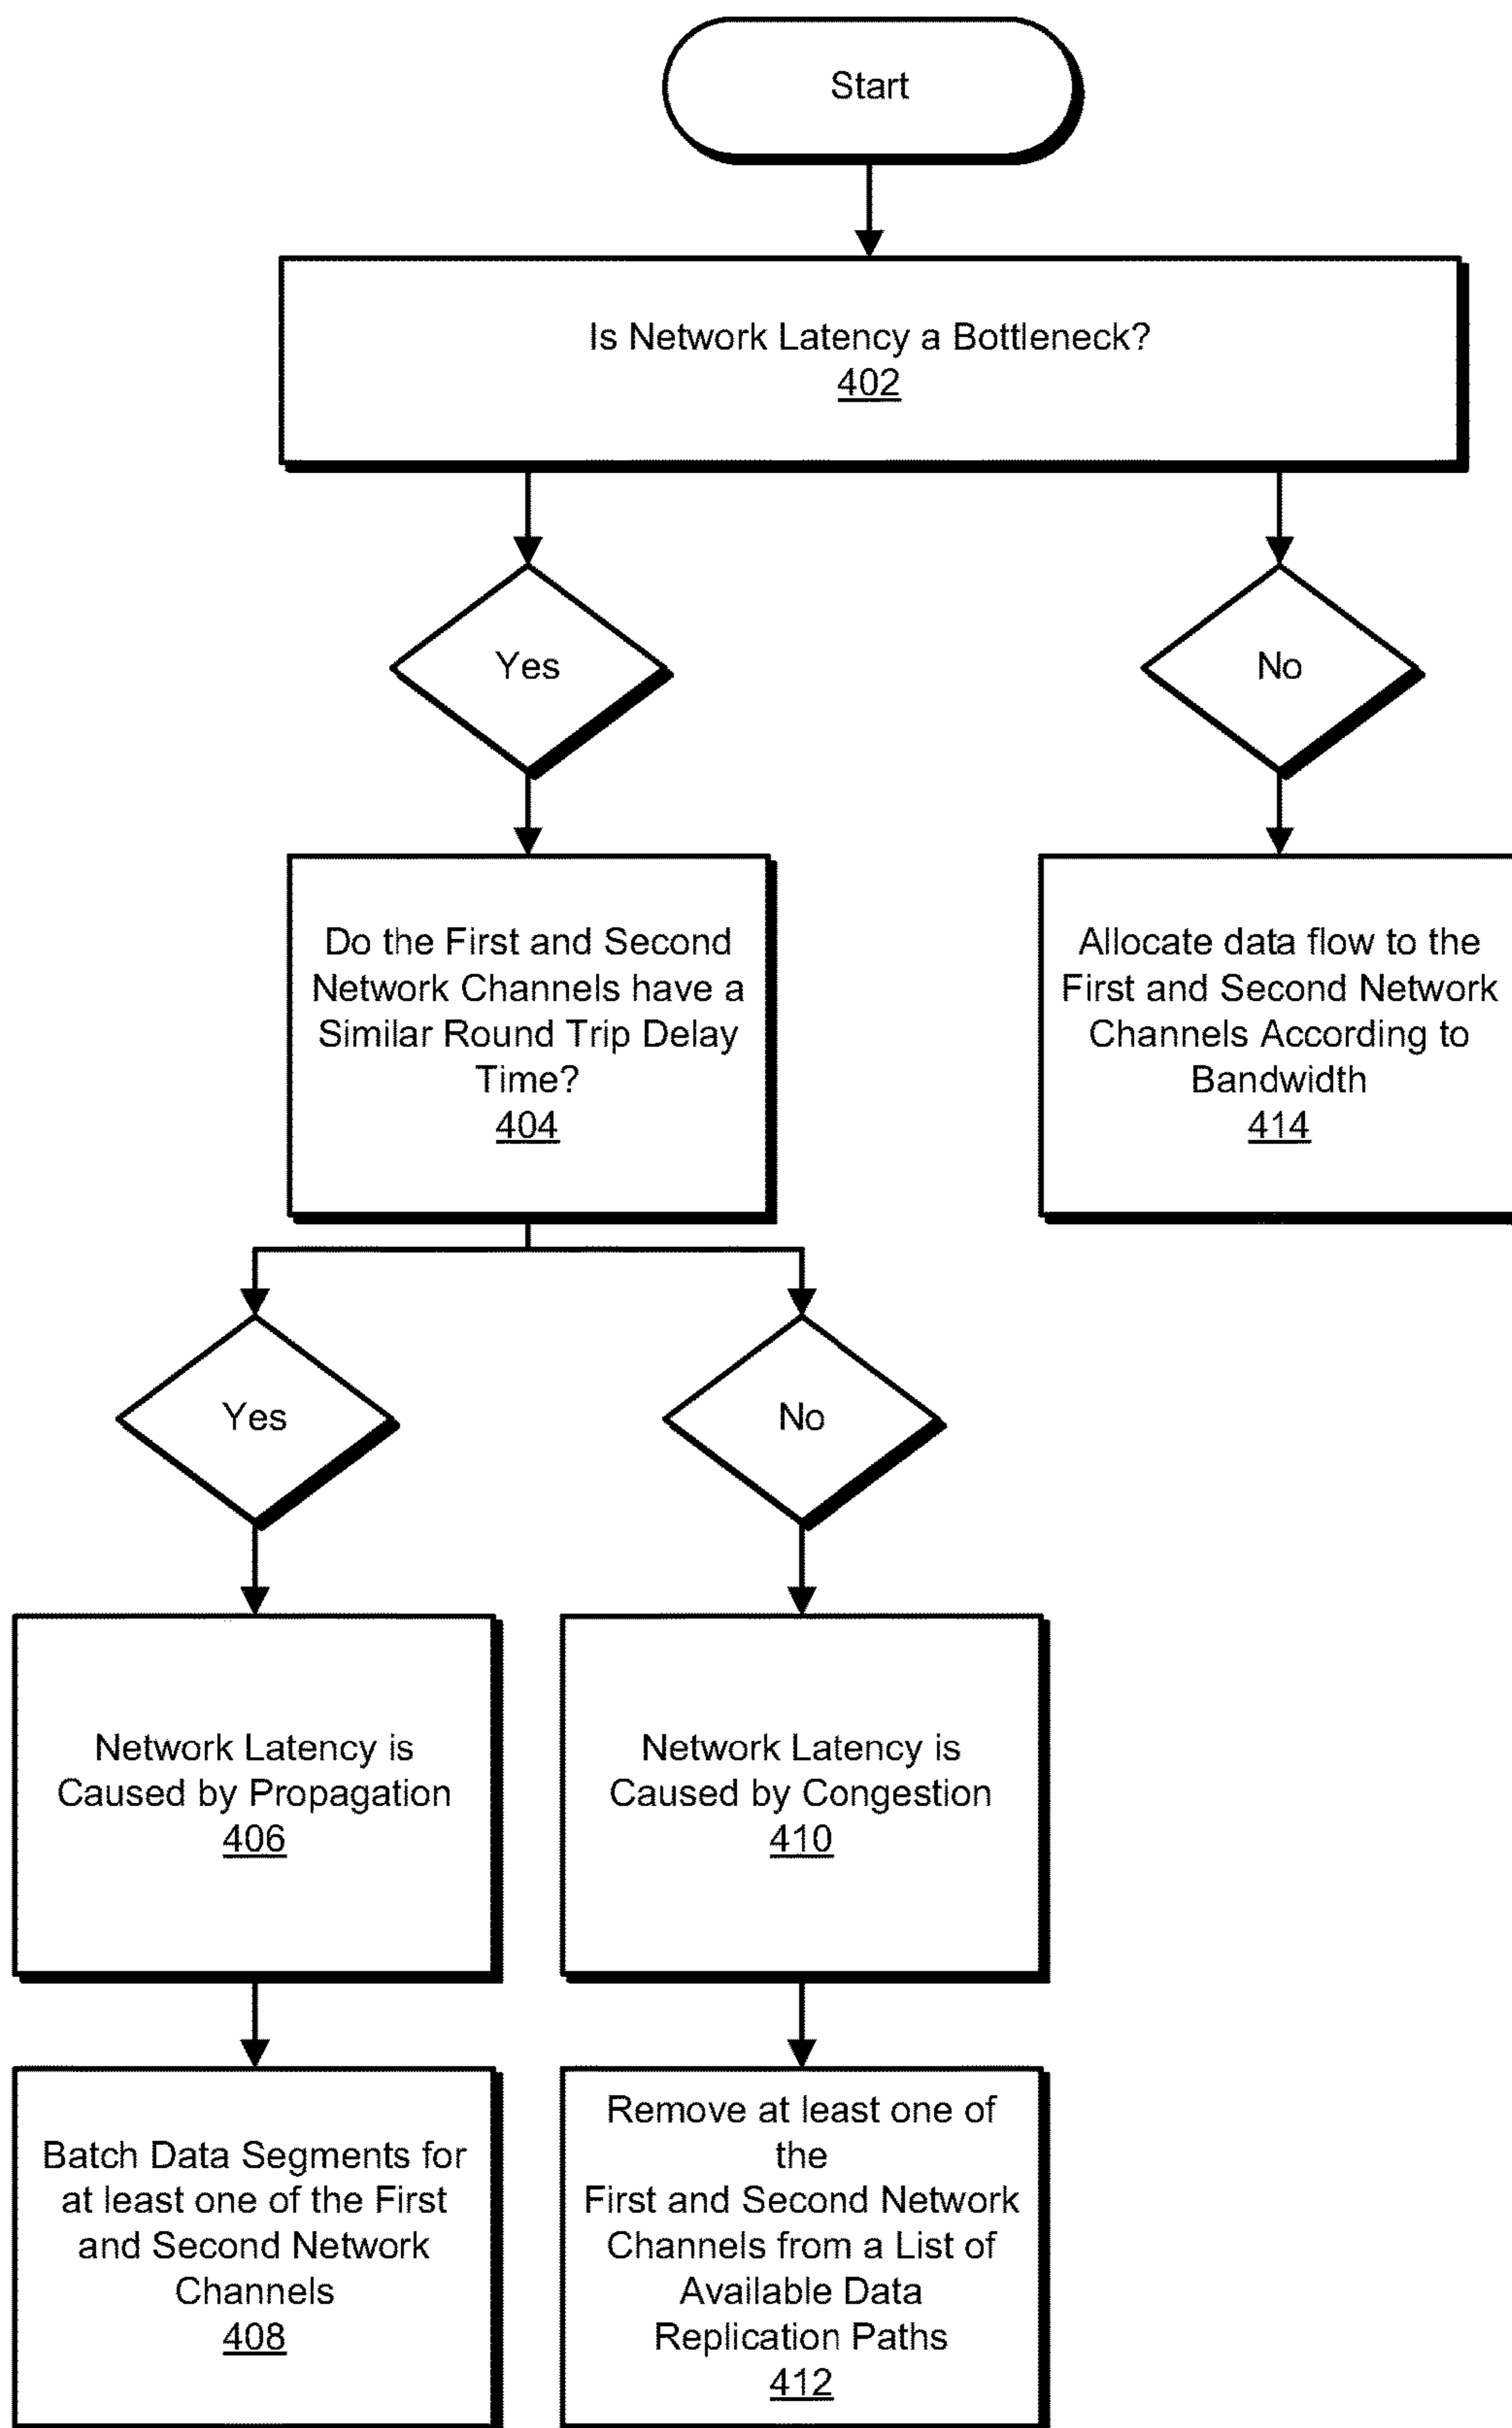 Start
Is Network Latency a Bottleneck?
402
Yes
No
Do the First and Second
Network Channels have a
Similar Round Trip Delay
Time?
404
Allocate data flow to the
First and Second Network
Channels According to
Bandwidth
414
Yes
No
Network Latency is
Caused by Propagation
406
Network Latency is
Caused by Congestion
410
Batch Data Segments for
at least one of the First
and Second Network
Channels
408
Remove at least one of
the
First and Second Network
Channels from a List of
Available Data
Replication Paths
412